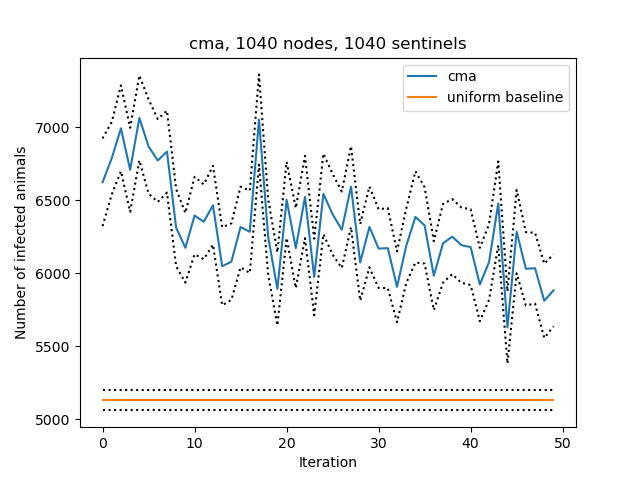 cma, 1040 nodes, 1040 sentinels
cma
uniform baseline
Number of infected animals
7000
6500
6000
5500
5000
0 10 20 30 40 50
Iteration